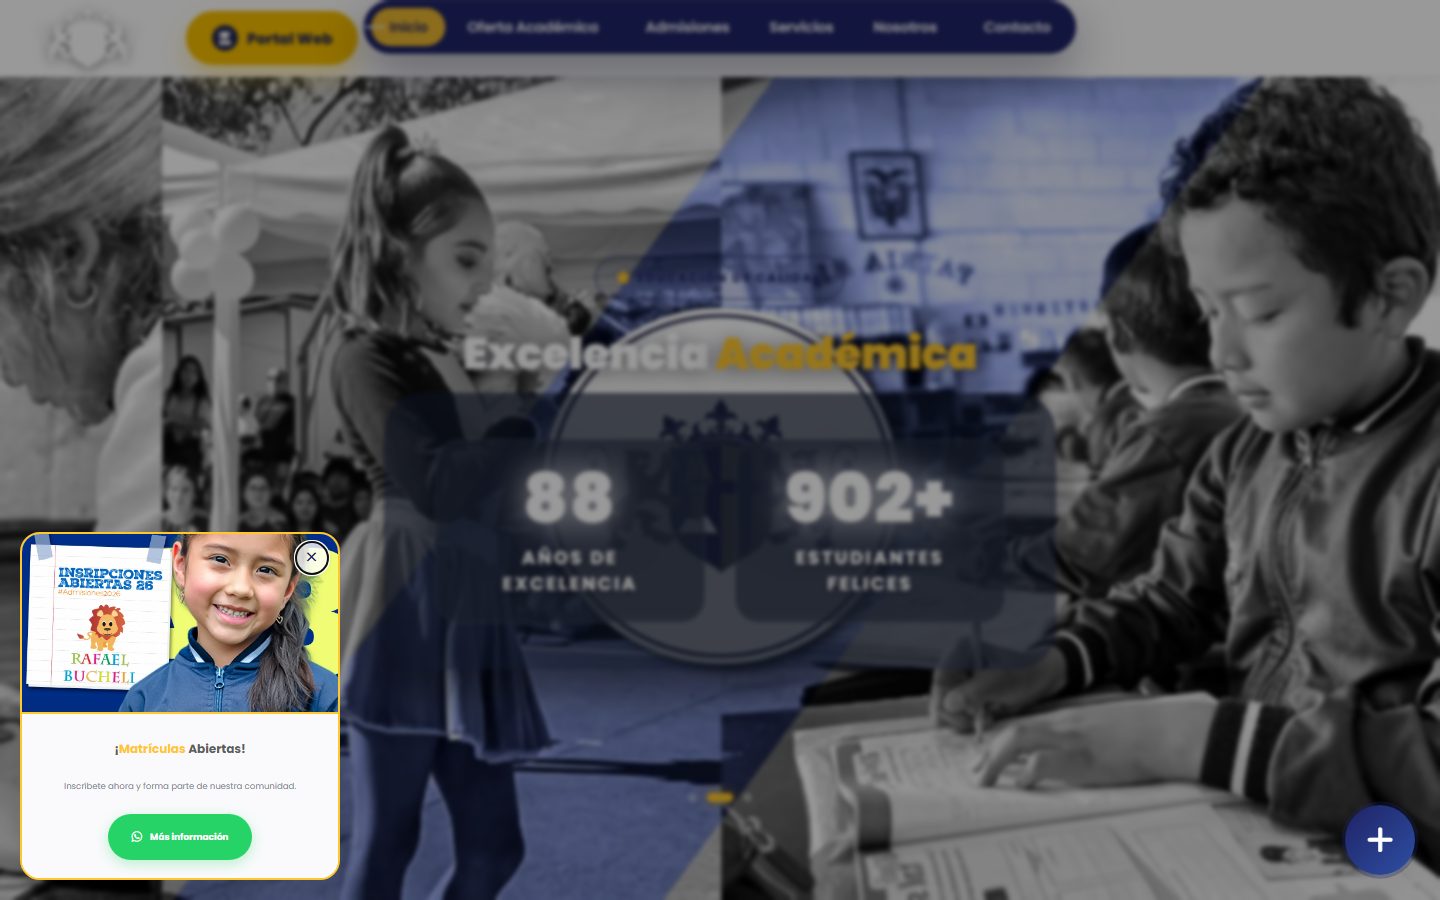 Portal Web
Inicio
Oferta Académica
Admisiones
Servicios
Nosotros
Contacto
Excelencia Académica
88
AÑOS DE
EXCELENCIA
902+
ESTUDIANTES
FELICES
INSRIPCIONES
ABIERTAS 26
#Admisiones2026
RAFAEL
BUCHELI
¡Matrículas Abiertas!
Inscríbete ahora y forma parte de nuestra comunidad.
Más información